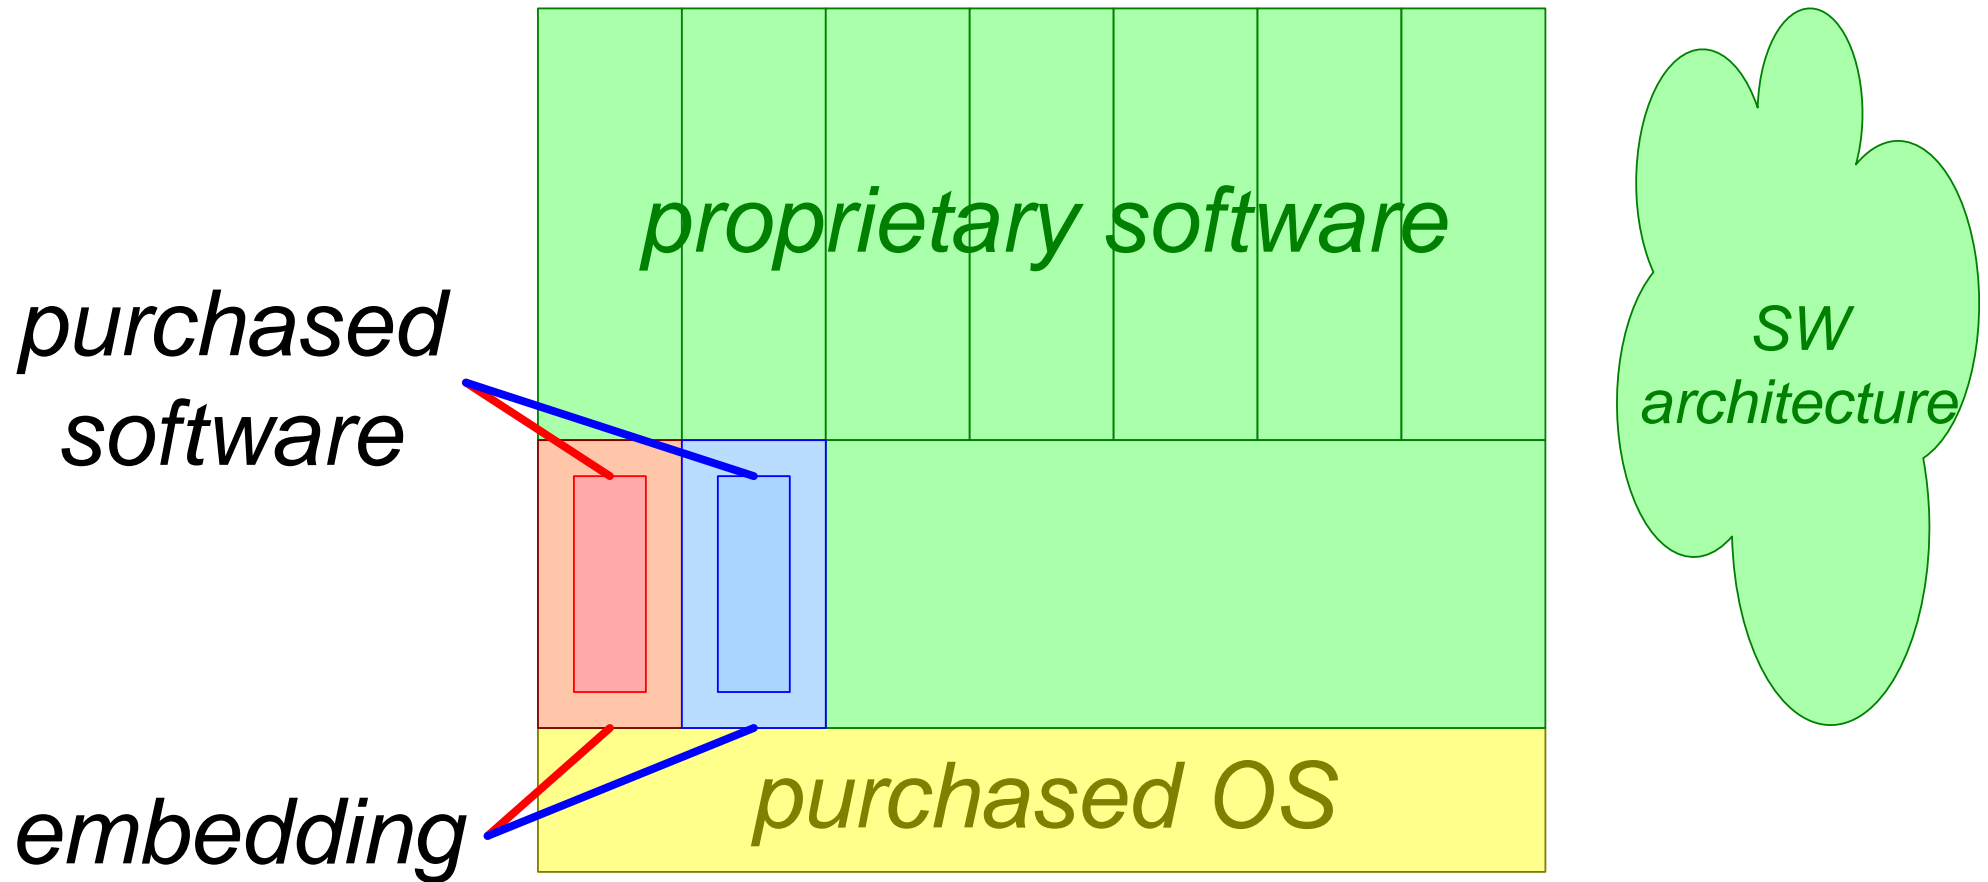 proprietary software
purchased
software
SW
architecture
purchased OS
embedding